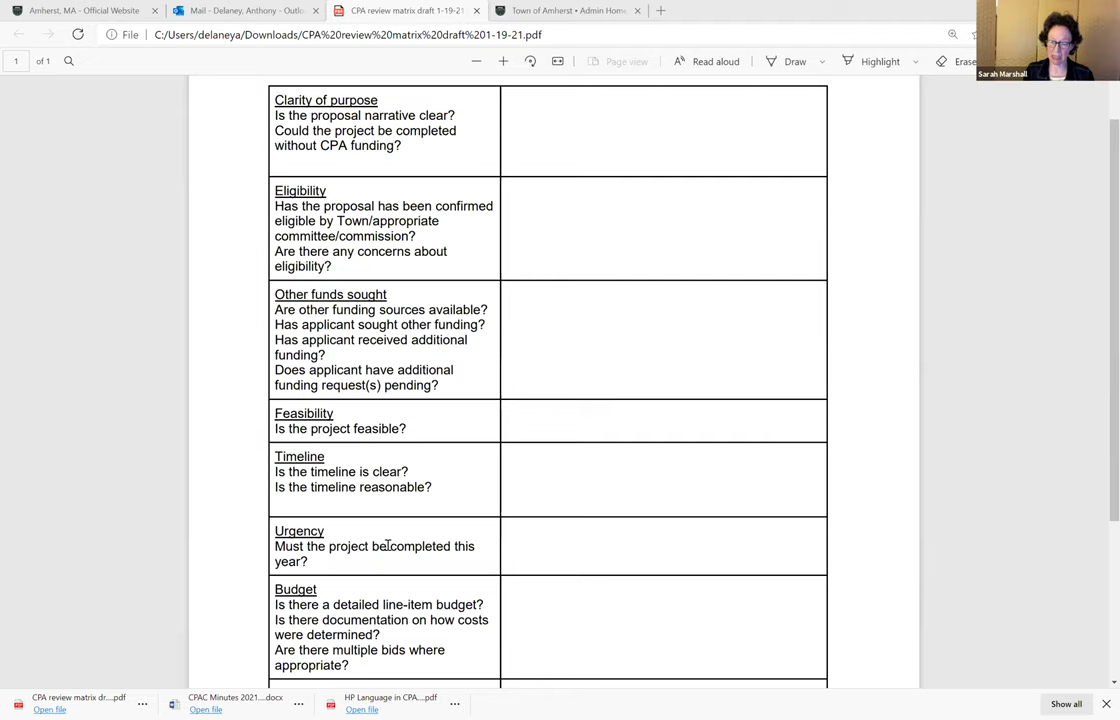 Amherst, MA - Official Website
Mail - Delaney, Anthony - Outlo
CPA review matrix draft 1-19-21
Town of Amherst • Admin Home
File
C:/Users/delaneya/Downloads/CPA%20review%20matrix%20draft%201-19-21.pdf
1 of 1
Page view
Read aloud
Draw
Highlight
Erase
Sarah Marshall
Clarity of purpose
Is the proposal narrative clear?
Could the project be completed
without CPA funding?
Eligibility
Has the proposal has been confirmed
eligible by Town/appropriate
committee/commission?
Are there any concerns about
eligibility?
Other funds sought
Are other funding sources available?
Has applicant sought other funding?
Has applicant received additional
funding?
Does applicant have additional
funding request(s) pending?
Feasibility
Is the project feasible?
Timeline
Is the timeline is clear?
Is the timeline reasonable?
Urgency
Must the project be completed this
year?
Budget
Is there a detailed line-item budget?
Is there documentation on how costs
were determined?
Are there multiple bids where
appropriate?
CPA review matrix dr....pdf
Open file
CPAC Minutes 2021....docx
Open file
HP Language in CPA....pdf
Open file
Show all